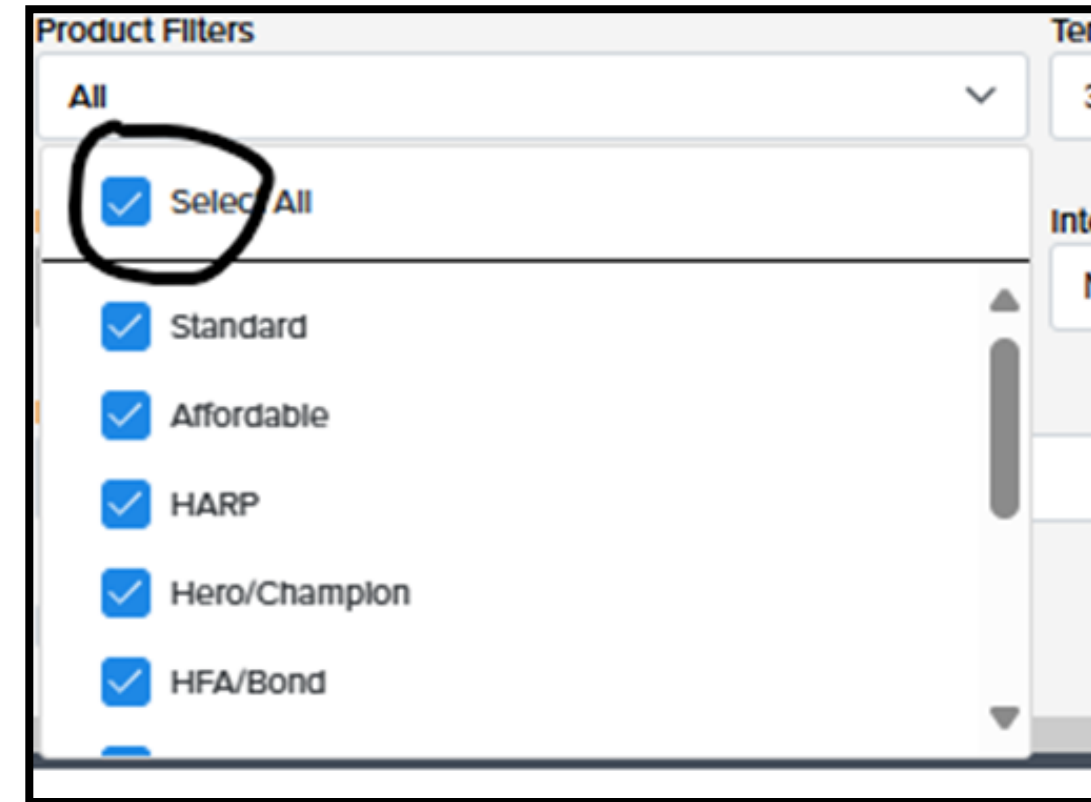 Product Filters
All
Select All
Standard
Affordable
HARP
Hero/Champion
HFA/Bond